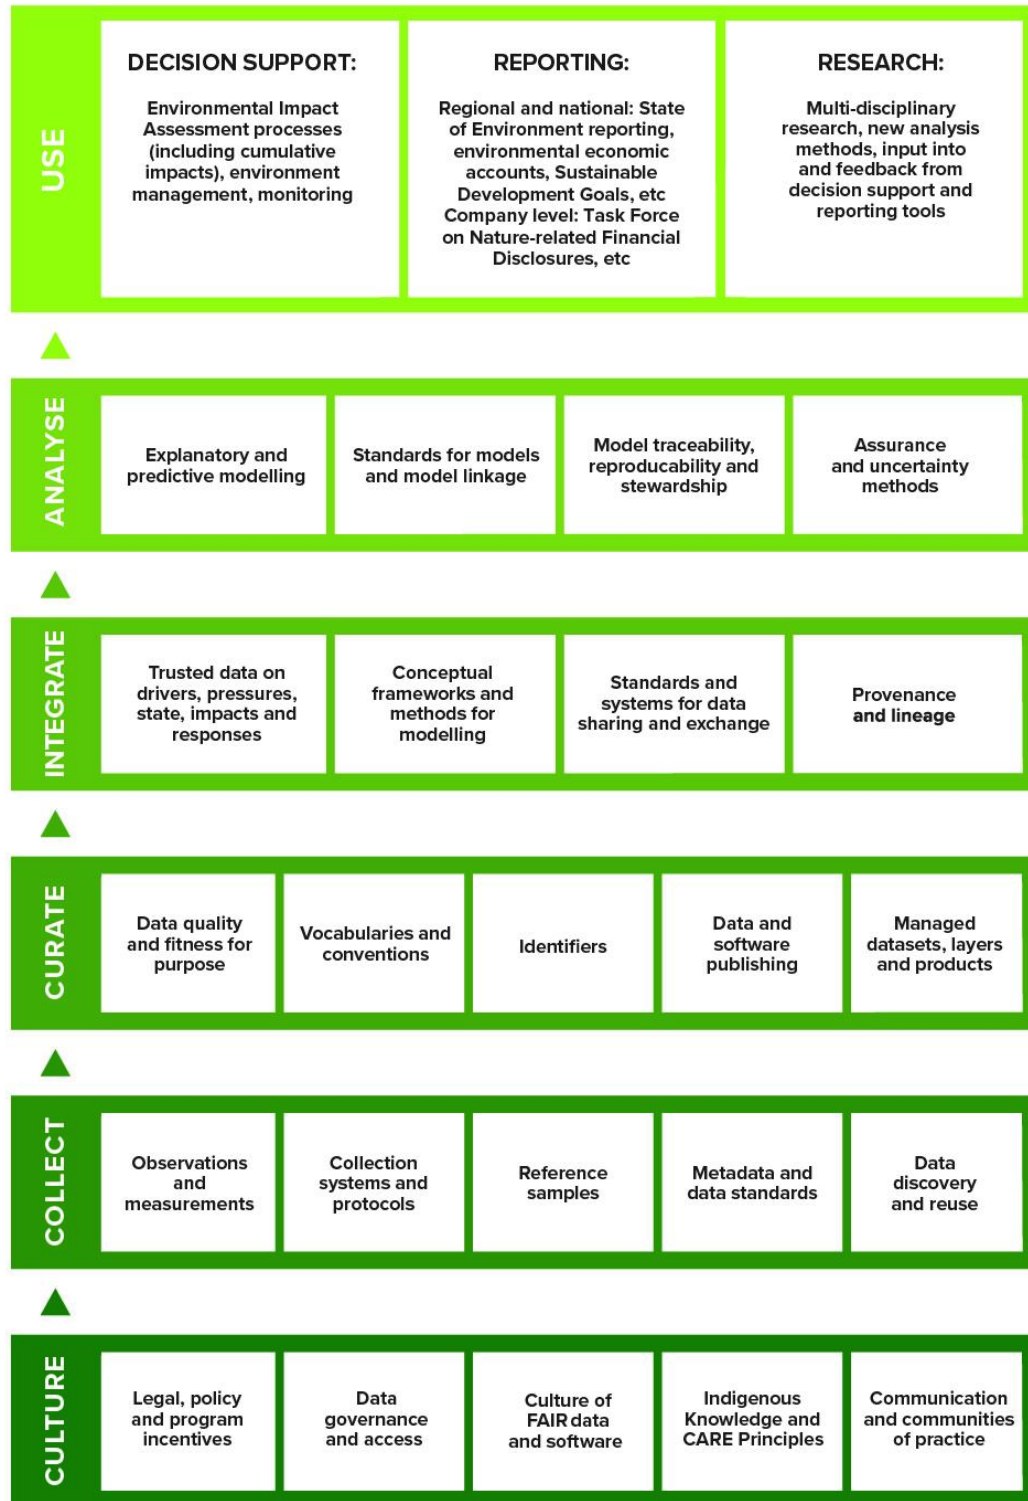 USE
DECISION SUPPORT:
Environmental Impact
Assessment processes
(including cumulative
impacts), environment
management, monitoring
REPORTING:
Regional and national: State
of Environment reporting,
environmental economic
accounts, Sustainable
Development Goals, etc
Company level: Task Force
on Nature-related Financial
Disclosures, etc
RESEARCH:
Multi-disciplinary
research, new analysis
methods, input into
and feedback from
decision support and
reporting tools
ANALYSE
Explanatory and
predictive modelling
Standards for models
and model linkage
Model traceability,
reproducability and
stewardship
Assurance
and uncertainty
methods
INTEGRATE
Trusted data on
drivers, pressures,
state, impacts and
responses
Conceptual
frameworks and
methods for
modelling
Standards and
systems for data
sharing and exchange
Provenance
and lineage
CURATE
Data quality
and fitness for
purpose
Vocabularies and
conventions
Identifiers
Data and
software
publishing
Managed
datasets, layers
and products
COLLECT
Observations
and
measurements
Collection
systems and
protocols
Reference
samples
Metadata and
data standards
Data
discovery
and reuse
CULTURE
Legal, policy
and program
incentives
Data
governance
and access
Culture of
FAIR data
and software
Indigenous
Knowledge and
CARE Principles
Communication
and communities
of practice